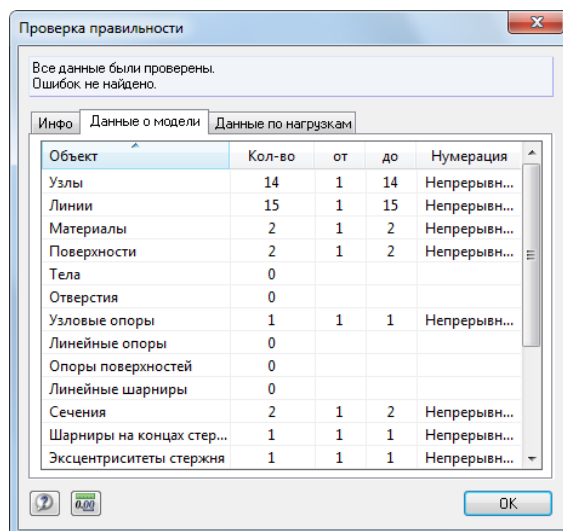 Проверка правильности
Все данные были проверены.
Ошибок не найдено.
Инфо Данные о модели Данные по нагрузкам
Объект Кол-во от до Нумерация
Узлы 14 1 14 Непрерывн...
Линии 15 1 15 Непрерывн...
Материалы 2 1 2 Непрерывн...
Поверхности 2 1 2 Непрерывн...
Тела 0
Отверстия 0
Узловые опоры 1 1 1 Непрерывн...
Линейные опоры 0
Опоры поверхностей 0
Линейные шарниры 0
Сечения 2 1 2 Непрерывн...
Шарниры на концах стер... 1 1 1 Непрерывн...
Эксцентриситеты стержня 1 1 1 Непрерывн...
? 0.00 OK